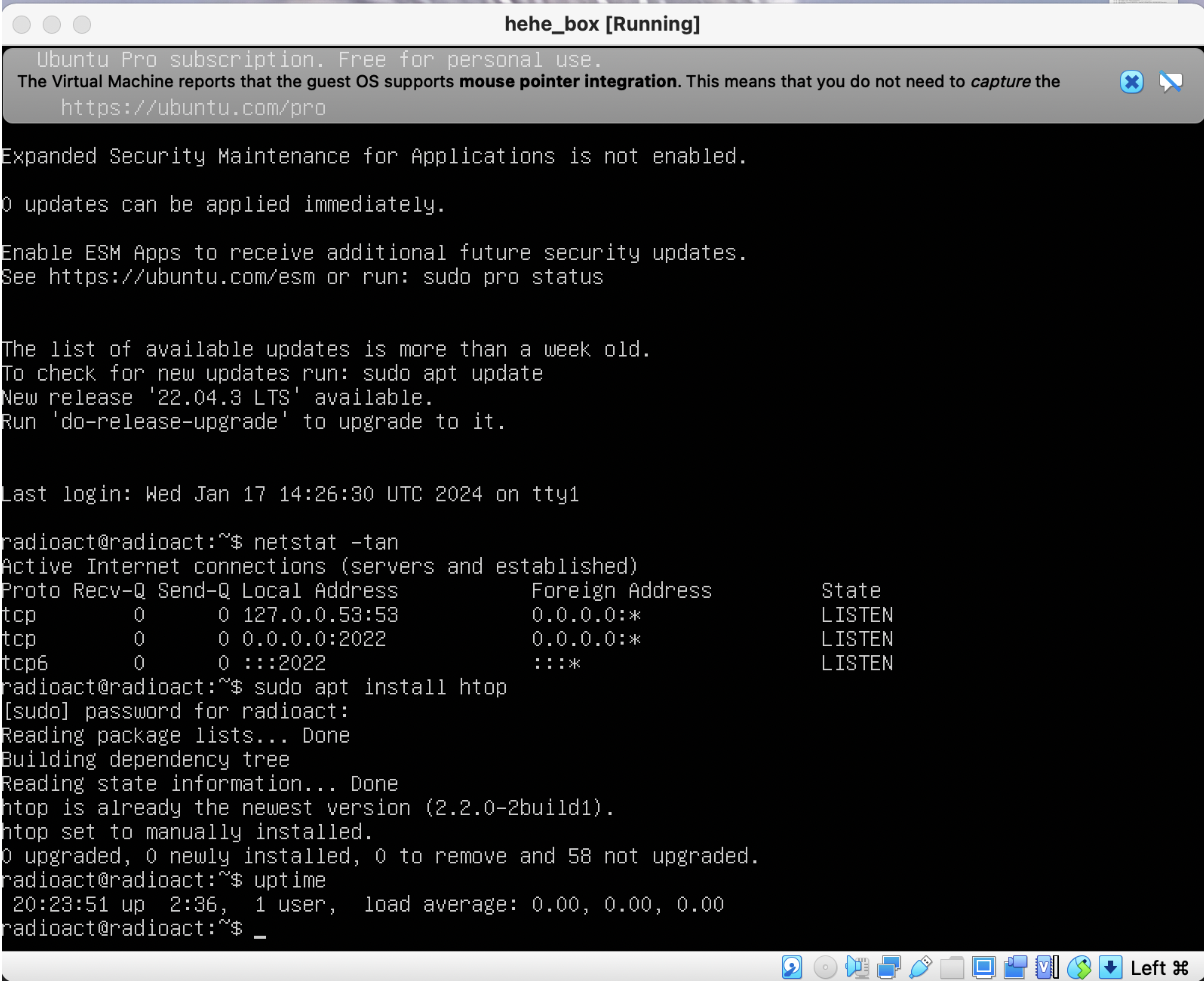 hehe_box [Running]
Ubuntu Pro subscription. Free for personal use.
The Virtual Machine reports that the guest OS supports mouse pointer integration. This means that you do not need to capture the
https://ubuntu.com/pro
Expanded Security Maintenance for Applications is not enabled.
0 updates can be applied immediately.
Enable ESM Apps to receive additional future security updates.
See https://ubuntu.com/esm or run: sudo pro status
The list of available updates is more than a week old.
To check for new updates run: sudo apt update
New release '22.04.3 LTS' available.
Run 'do-release-upgrade' to upgrade to it.
Last login: Wed Jan 17 14:26:30 UTC 2024 on tty1
radioact@radioact:~$ netstat -tan
Active Internet connections (servers and established)
Proto Recv-Q Send-Q Local Address           Foreign Address         State
tcp        0      0 127.0.0.53:53           0.0.0.0:*               LISTEN
tcp        0      0 0.0.0.0:2022            0.0.0.0:*               LISTEN
tcp6       0      0 :::2022                 :::*                    LISTEN
radioact@radioact:~$ sudo apt install htop
[sudo] password for radioact:
Reading package lists... Done
Building dependency tree
Reading state information... Done
htop is already the newest version (2.2.0-2build1).
htop set to manually installed.
0 upgraded, 0 newly installed, 0 to remove and 58 not upgraded.
radioact@radioact:~$ uptime
 20:23:51 up  2:36,  1 user,  load average: 0.00, 0.00, 0.00
radioact@radioact:~$ _
Left ⌘